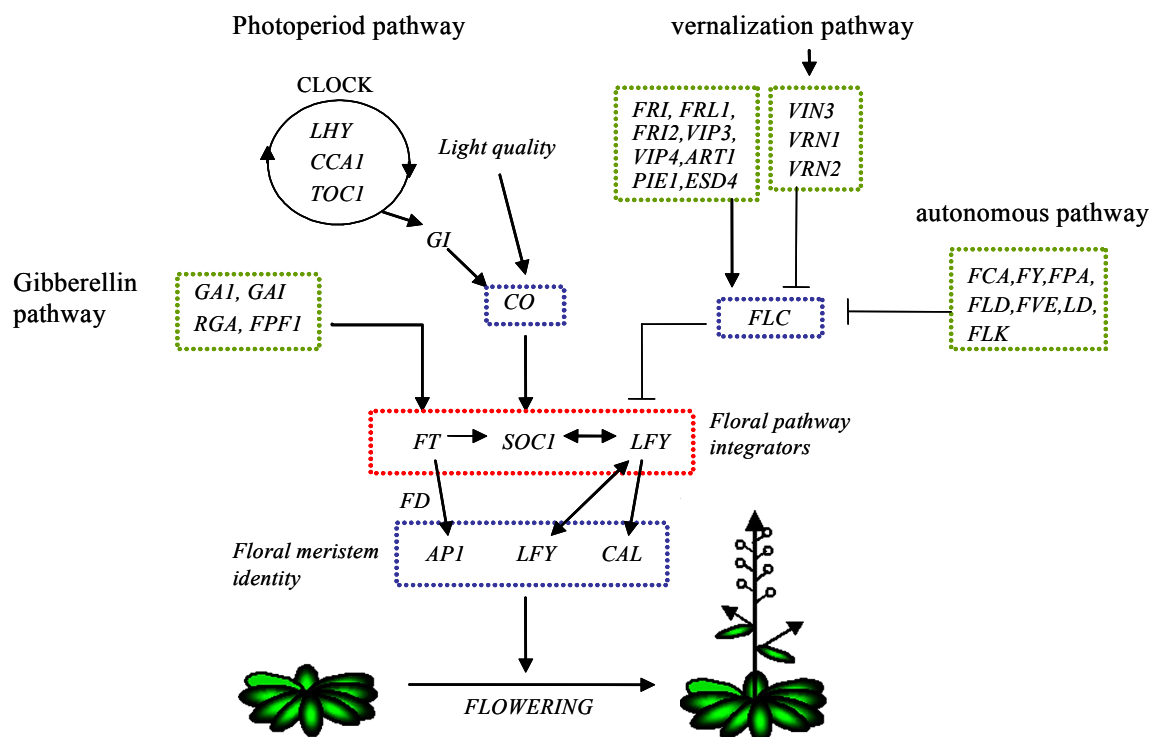 Photoperiod pathway
vernalization pathway
CLOCK
LHY
CCA1
TOC1
Light quality
GI
FRI, FRL1,
FRI2,VIP3,
VIP4,ART1
PIE1,ESD4
VIN3
VRN1
VRN2
autonomous pathway
FCA,FY,FPA,
FLD,FVE,LD,
FLK
Gibberellin
pathway
GA1, GAI
RGA, FPF1
CO
FLC
FT
SOC1
LFY
Floral pathway
integrators
FD
Floral meristem
identity
AP1
LFY
CAL
FLOWERING